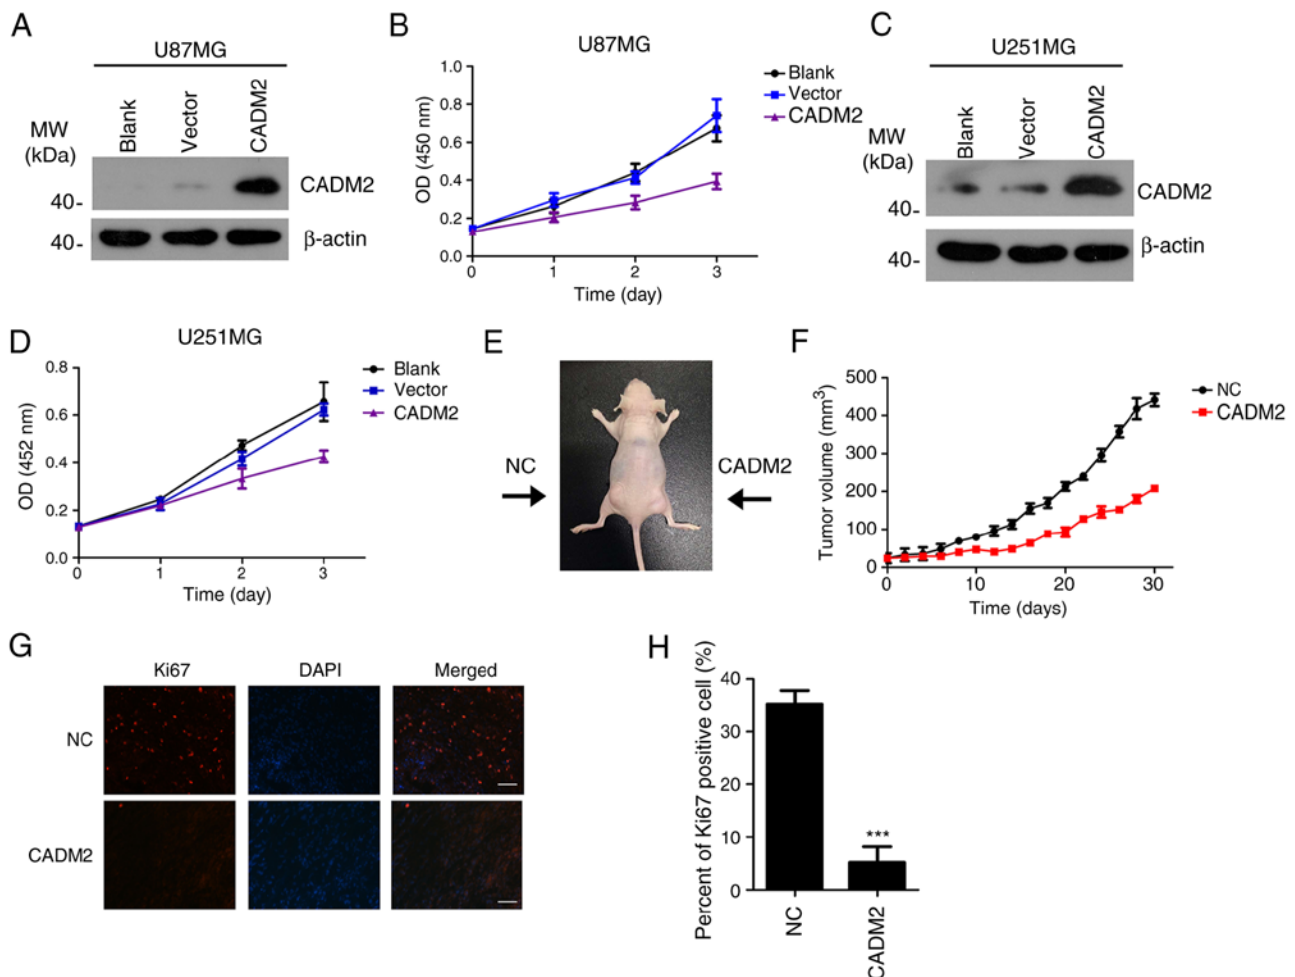 A
U87MG
Blank
Vector
CADM2
MW
(kDa)
CADM2
40-
40-
β-actin
B
U87MG
OD (450 nm)
1.0
0.8
0.6
0.4
0.2
0.0
0 1 2 3
Time (day)
Blank
Vector
CADM2
C
U251MG
Blank
Vector
CADM2
MW
(kDa)
CADM2
40-
40-
β-actin
D
U251MG
OD (452 nm)
0.8
0.6
0.4
0.2
0.0
0 1 2 3
Time (day)
Blank
Vector
CADM2
E
NC
CADM2
F
Tumor volume (mm³)
500
400
300
200
100
0
0 10 20 30
Time (days)
NC
CADM2
G
Ki67 DAPI Merged
NC
CADM2
H
Percent of Ki67 positive cell (%)
40
30
20
10
0
***
NC
CADM2